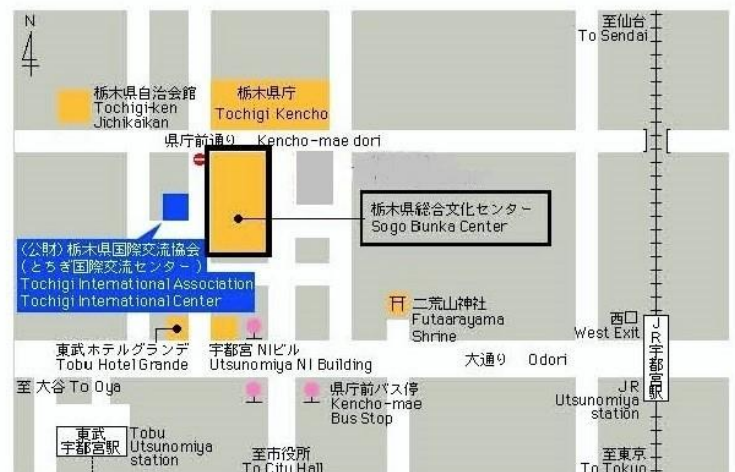 N
至仙台
To Sendai
栃木県自治会館
Tochigi-ken
Jichikaikan
栃木県庁
Tochigi Kencho
県庁前通り Kencho-mae dori
栃木県総合文化センター
Sogo Bunka Center
(公財)栃木県国際交流協会
(とちぎ国際交流センター)
Tochigi International Association
Tochigi International Center
二荒山神社
Futaarayama
Shrine
西口
West Exit
JR宇都宮駅
東武ホテルグランデ
Tobu Hotel Grande
宇都宮 NIビル
Utsunomiya NI Building
大通り Odori
至 大谷 To Oya
県庁前バス停
Kencho-mae
Bus Stop
JR
Utsunomiya
station
東武
宇都宮駅
Tobu
Utsunomiya
station
至市役所
To City Hall
至東京
To Tokyo